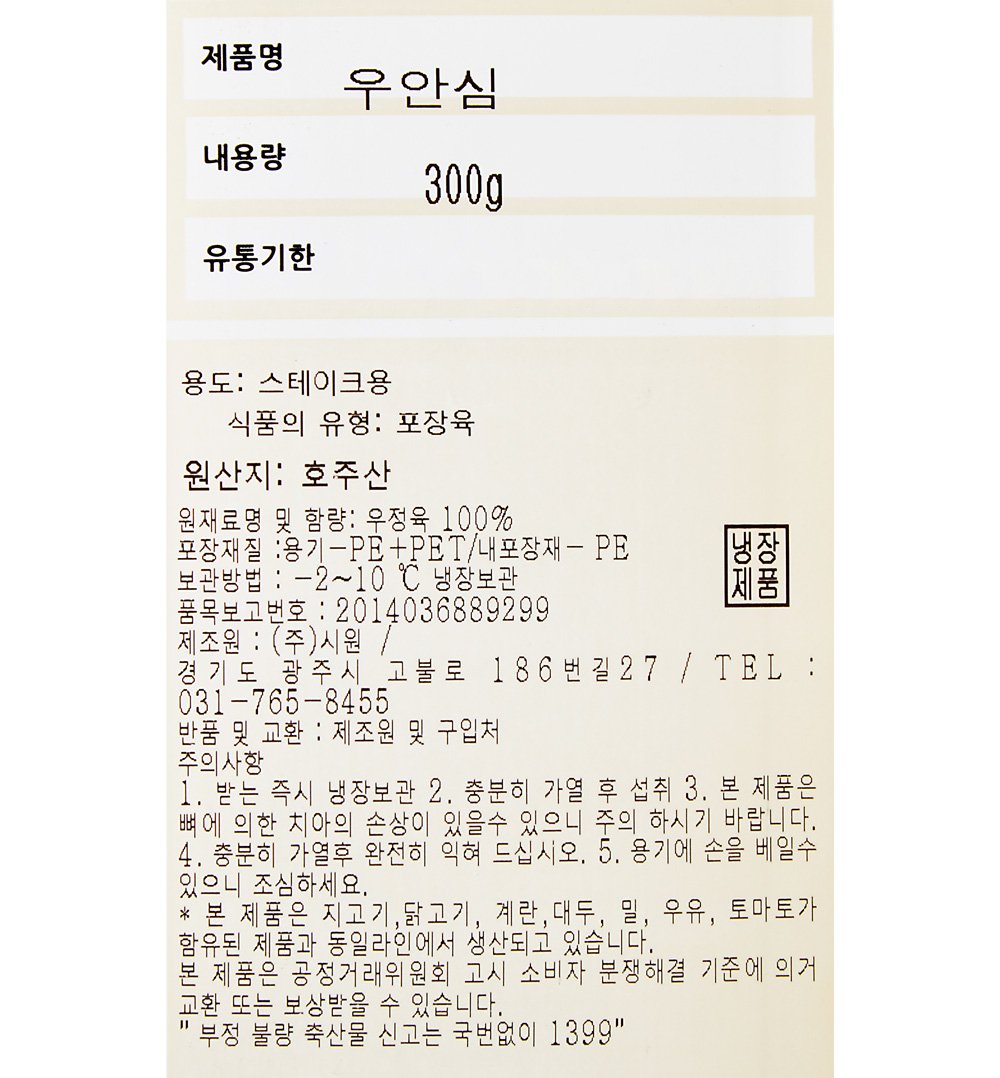 제품명
우안심
내용량
300g
유통기한
용도: 스테이크용
식품의 유형: 포장육
원산지: 호주산
원재료명 및 함량: 우정육 100%
포장재질 :용기-PE+PET/내포장재- PE
보관방법 : -2~10 ℃ 냉장보관
냉장
제품
품목보고번호 : 2014036889299
제조원 : (주)시원 /
경기도 광주시 고불로 186번길27 / TEL :
031-765-8455
반품 및 교환 : 제조원 및 구입처
주의사항
1. 받는 즉시 냉장보관 2. 충분히 가열 후 섭취 3. 본 제품은
뼈에 의한 치아의 손상이 있을수 있으니 주의 하시기 바랍니다.
4. 충분히 가열후 완전히 익혀 드십시오. 5. 용기에 손을 베일수
있으니 조심하세요.
* 본 제품은 지고기,닭고기, 계란,대두, 밀, 우유, 토마토가
함유된 제품과 동일라인에서 생산되고 있습니다.
본 제품은 공정거래위원회 고시 소비자 분쟁해결 기준에 의거
교환 또는 보상받을 수 있습니다.
" 부정 불량 축산물 신고는 국번없이 1399"